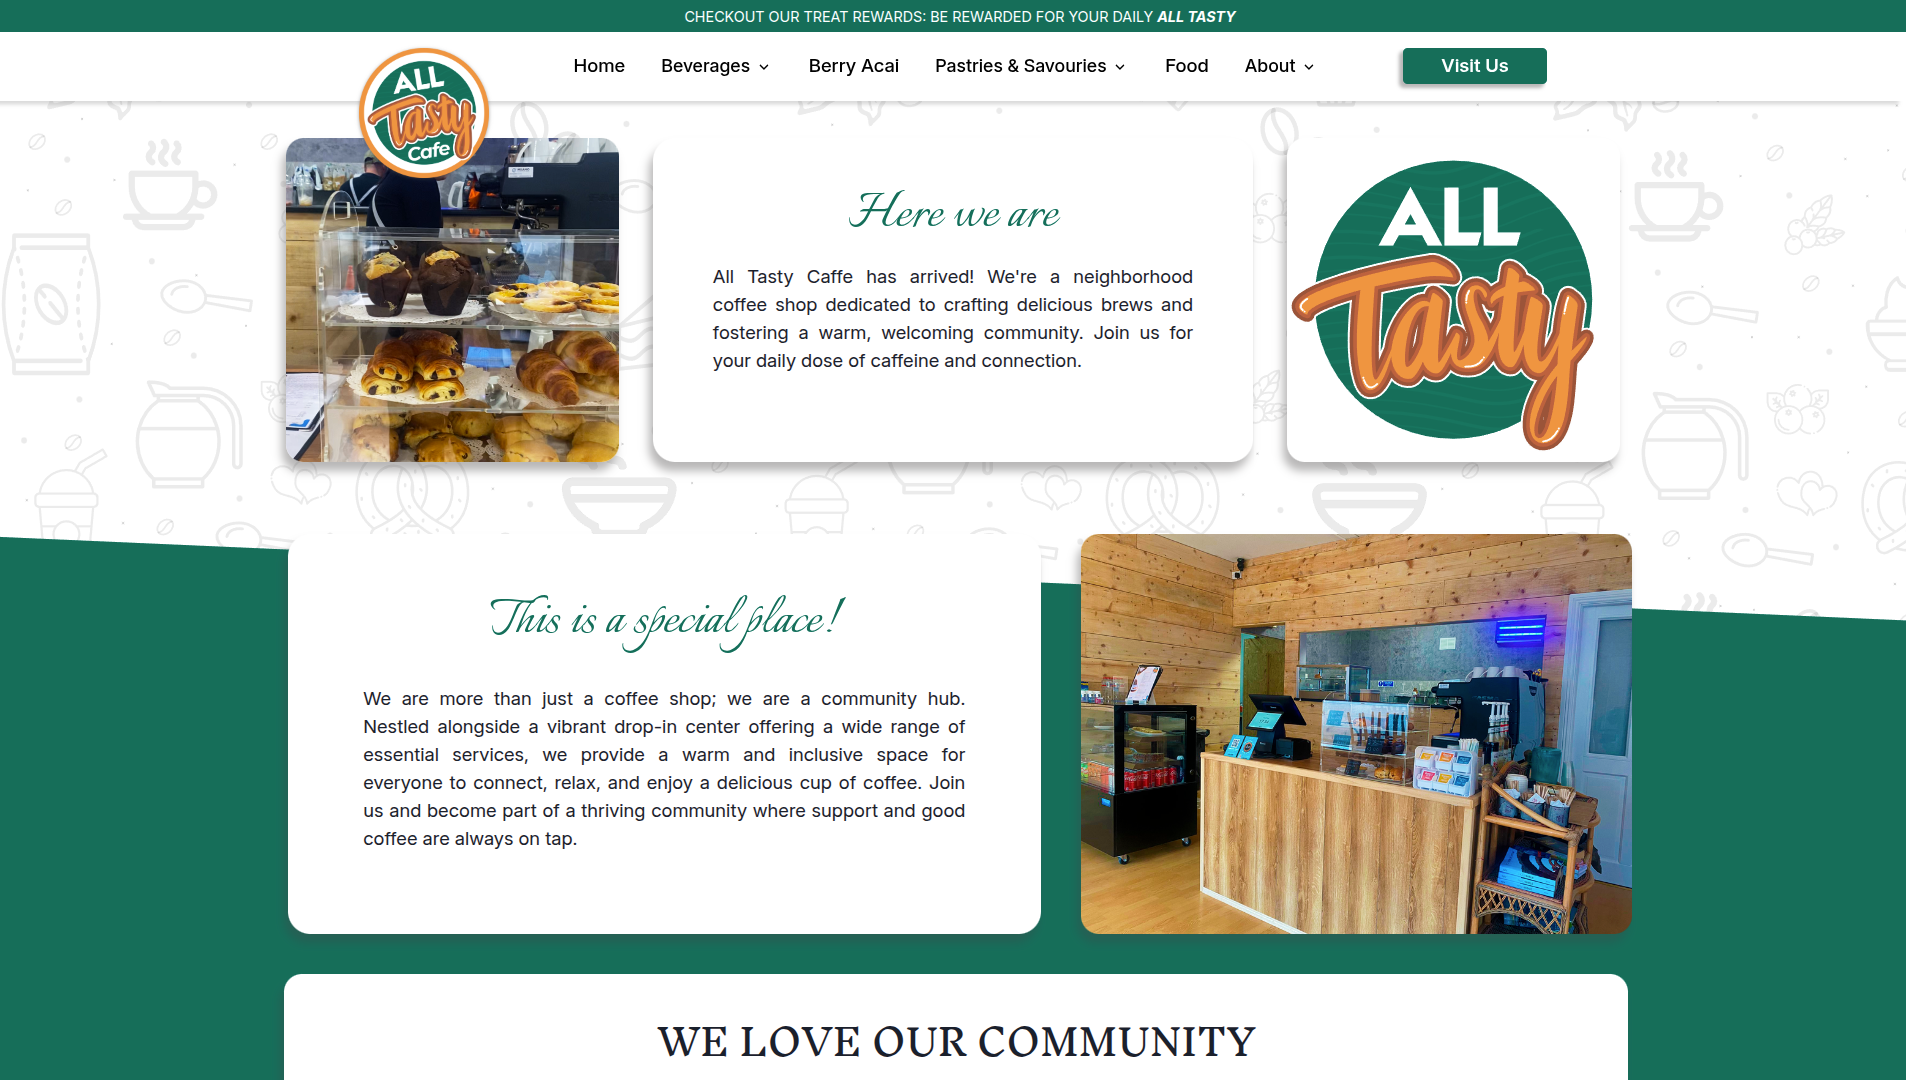 CHECKOUT OUR TREAT REWARDS: BE REWARDED FOR YOUR DAILY ALL TASTY
ALL
Tasty
Cafe
Home
Beverages
Berry Acai
Pastries & Savouries
Food
About
Visit Us
Here we are
All Tasty Caffe has arrived! We're a neighborhood
coffee shop dedicated to crafting delicious brews and
fostering a warm, welcoming community. Join us for
your daily dose of caffeine and connection.
ALL
Tasty
This is a special place!
We are more than just a coffee shop; we are a community hub.
Nestled alongside a vibrant drop-in center offering a wide range of
essential services, we provide a warm and inclusive space for
everyone to connect, relax, and enjoy a delicious cup of coffee. Join
us and become part of a thriving community where support and good
coffee are always on tap.
WE LOVE OUR COMMUNITY